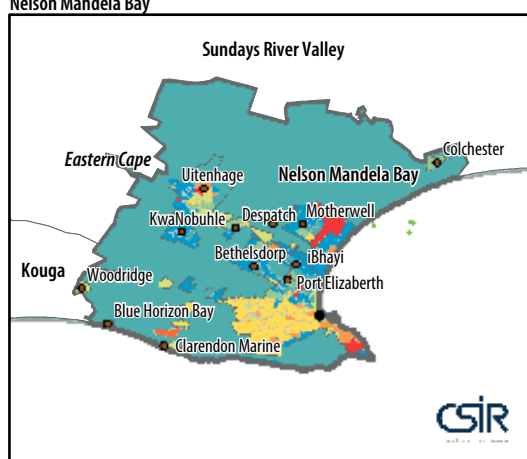 Nelson Mandela Bay
Sundays River Valley
Colchester
Eastern Cape
Uitenhage
Nelson Mandela Bay
KwaNobuhle
Despatch
Motherwell
Bethelsdorp
iBhayi
Kouga
Woodridge
Port Elizaberth
Blue Horizon Bay
Clarendon Marine
CSIR